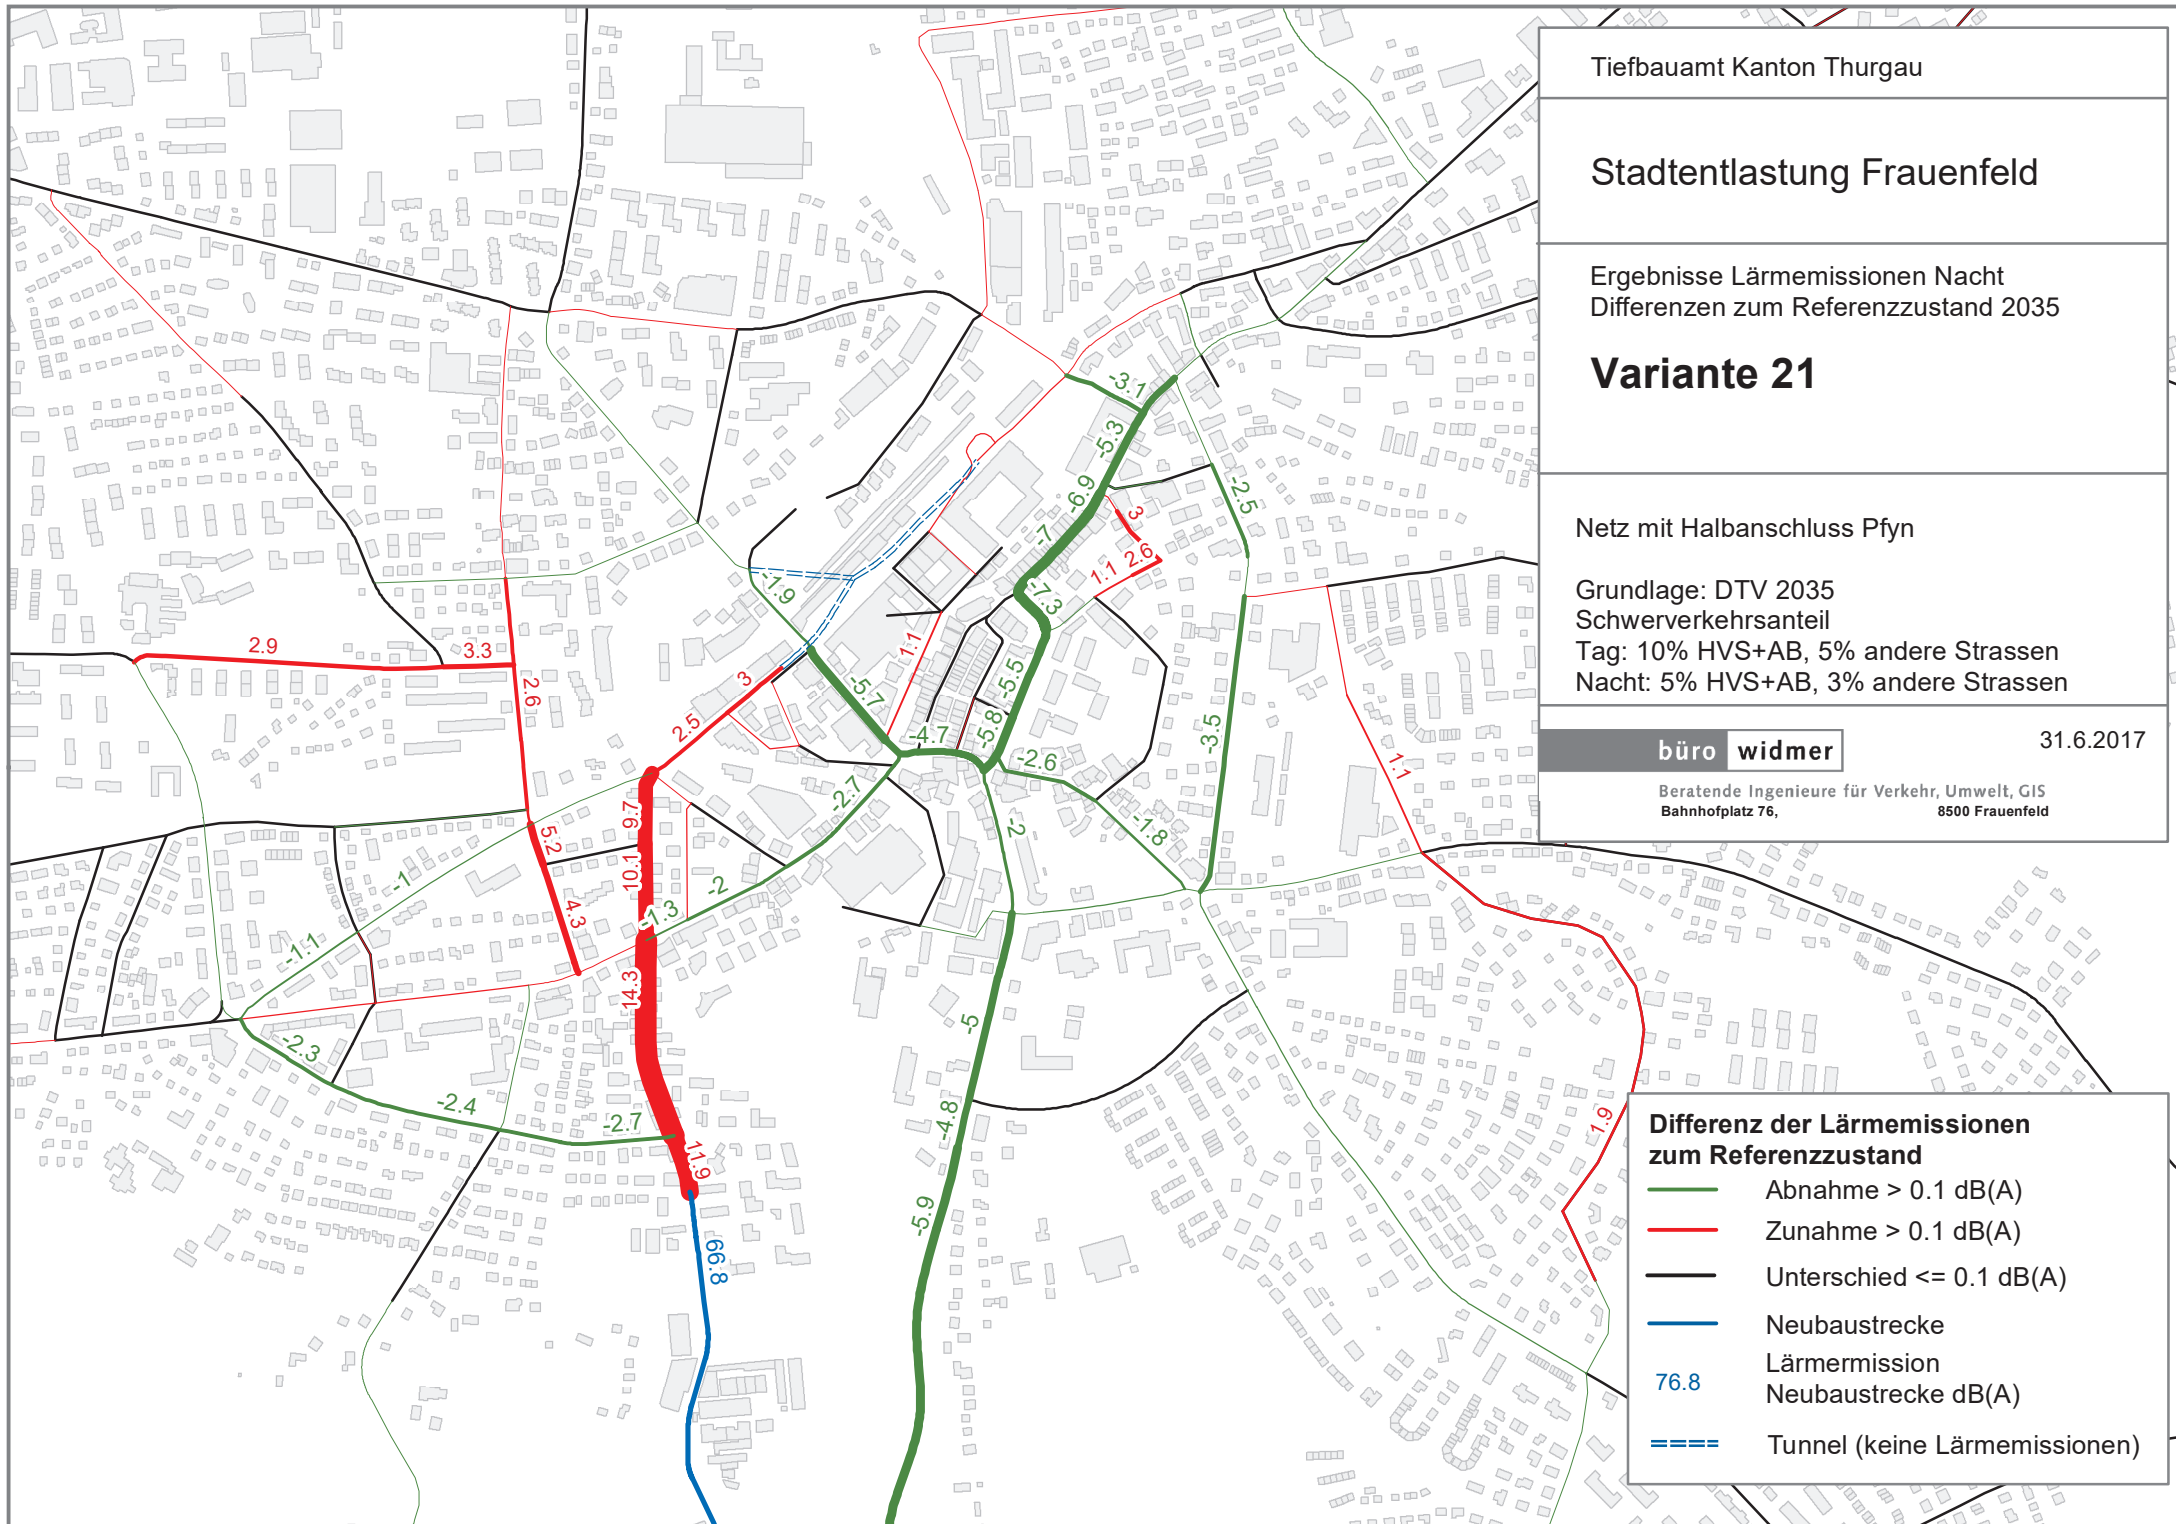 Tiefbauamt Kanton Thurgau
Stadtentlastung Frauenfeld
Ergebnisse Lärmemissionen Nacht
Differenzen zum Referenzzustand 2035
Variante 21
Netz mit Halbanschluss Pfyn
Grundlage: DTV 2035
Schwerverkehrsanteil
Tag: 10% HVS+AB, 5% andere Strassen
Nacht: 5% HVS+AB, 3% andere Strassen
büro widmer
31.6.2017
Beratende Ingenieure für Verkehr, Umwelt, GIS
Bahnhofplatz 76, 8500 Frauenfeld
-3.1
-5.3
-6.9
-2.5
3
-7
2.6
1.1
-1.9
-7.3
2.9
3.3
1.1
2.6
3
-5.7
-5.5
2.5
-4.7
-5.8
-3.5
-2.6
1.1
-2.7
9.7
-2
-1.8
5.2
10.1
-1
-2
4.3
-1.3
-1.1
14.3
-5
-2.3
-2.4
-2.7
-4.8
1.9
11.9
-5.9
66.8
Differenz der Lärmemissionen
zum Referenzzustand
Abnahme > 0.1 dB(A)
Zunahme > 0.1 dB(A)
Unterschied <= 0.1 dB(A)
Neubaustrecke
Lärmermission
76.8 Neubaustrecke dB(A)
Tunnel (keine Lärmemissionen)